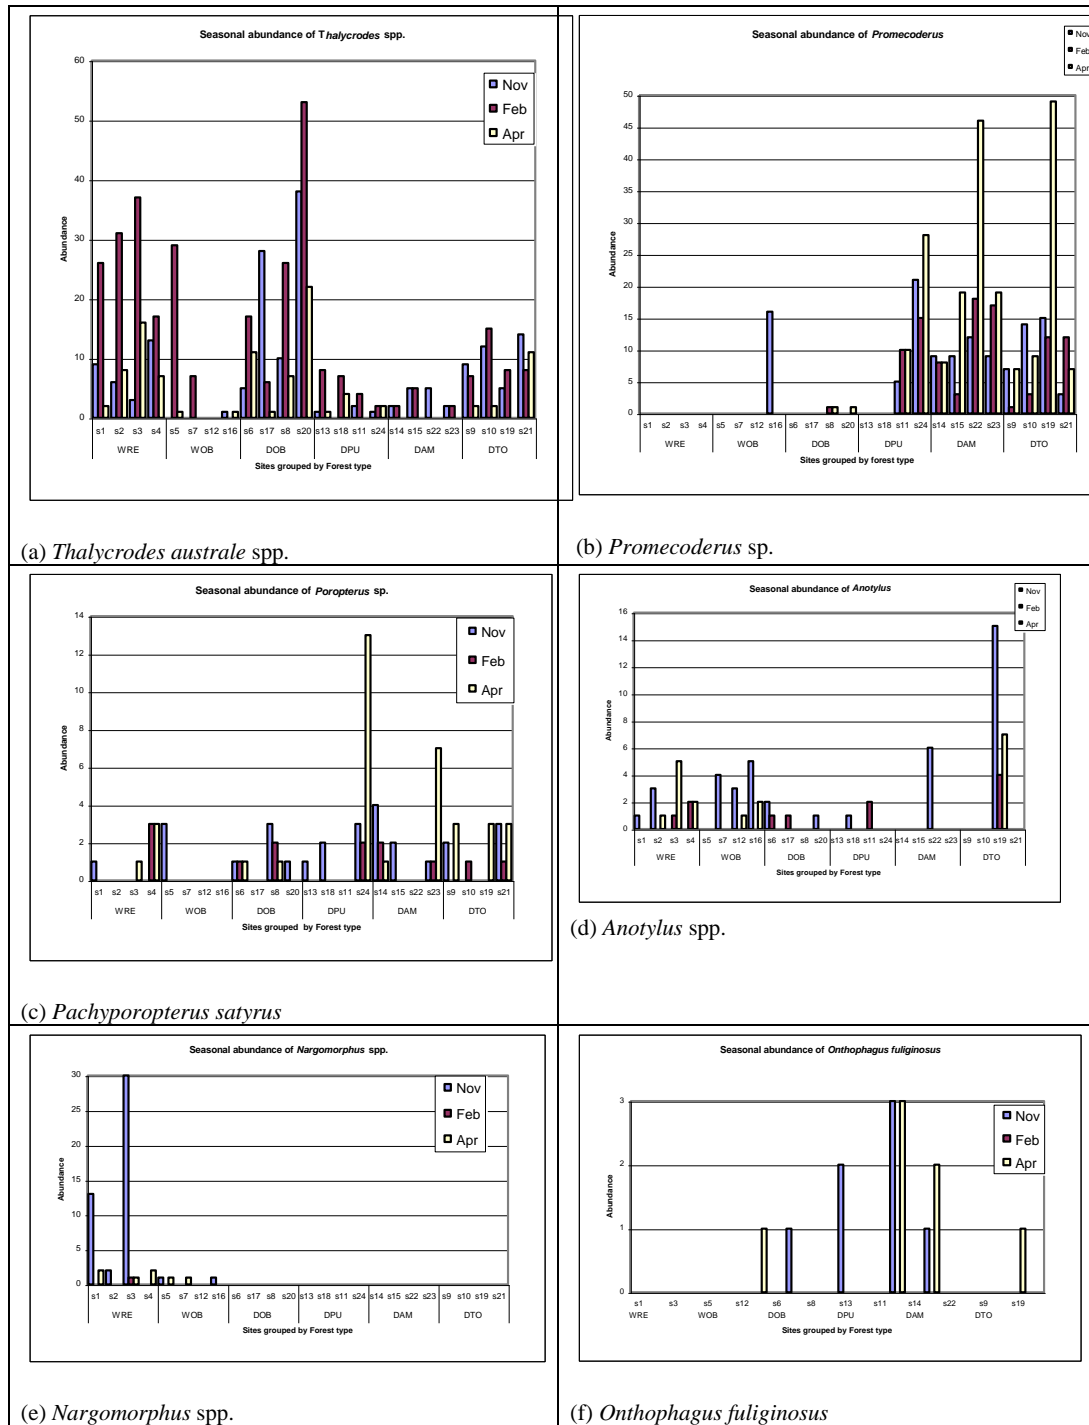 Seasonal abundance of Thalycrodes spp.
60
50
40
30
20
10
0
Abundance
Nov
Feb
Apr
s1 s2 s3 s4 s5 s7 s12 s16 s6 s17 s8 s20 s13 s18 s11 s24 s14 s15 s22 s23 s9 s10 s19 s21
WRE WOB DOB DPU DAM DTO
Sites grouped by Forest type
(a) Thalycrodes australe spp.
Seasonal abundance of Promecoderus
Nov
Feb
Apr
50
45
40
35
30
25
20
15
10
5
0
Abundance
s1 s2 s3 s4 s5 s7 s12 s16 s6 s17 s8 s20 s13 s18 s11 s24 s14 s15 s22 s23 s9 s10 s19 s21
WRE WOB DOB DPU DAM DTO
Sites grouped by forest type
(b) Promecoderus sp.
Seasonal abundance of Poropterus sp.
14
12
10
8
6
4
2
0
Abundance
Nov
Feb
Apr
s1 s2 s3 s4 s5 s7 s12 s16 s6 s17 s8 s20 s13 s18 s11 s24 s14 s15 s22 s23 s9 s10 s19 s21
WRE WOB DOB DPU DAM DTO
Sites grouped by Forest type
(c) Pachyporopterus satyrus
Seasonal abundance of Anotylus
Nov
Feb
Apr
16
14
12
10
8
6
4
2
0
Abundance
s1 s2 s3 s4 s5 s7 s12 s16 s6 s17 s8 s20 s13 s18 s11 s24 s14 s15 s22 s23 s9 s10 s19 s21
WRE WOB DOB DPU DAM DTO
Sites grouped by Forest type
(d) Anotylus spp.
Seasonal abundance of Nargomorphus spp.
30
25
20
15
10
5
0
Abundance
Nov
Feb
Apr
s1 s2 s3 s4 s5 s7 s12 s16 s6 s17 s8 s20 s13 s18 s11 s24 s14 s15 s22 s23 s9 s10 s19 s21
WRE WOB DOB DPU DAM DTO
Sites grouped by Forest type
(e) Nargomorphus spp.
Seasonal abundance of Onthophagus fuliginosus
3
2
1
0
Abundance
Nov
Feb
Apr
s1 s3 s5 s12 s6 s8 s13 s11 s14 s22 s9 s19
WRE WOB DOB DPU DAM DTO
Sites grouped by Forest type
(f) Onthophagus fuliginosus